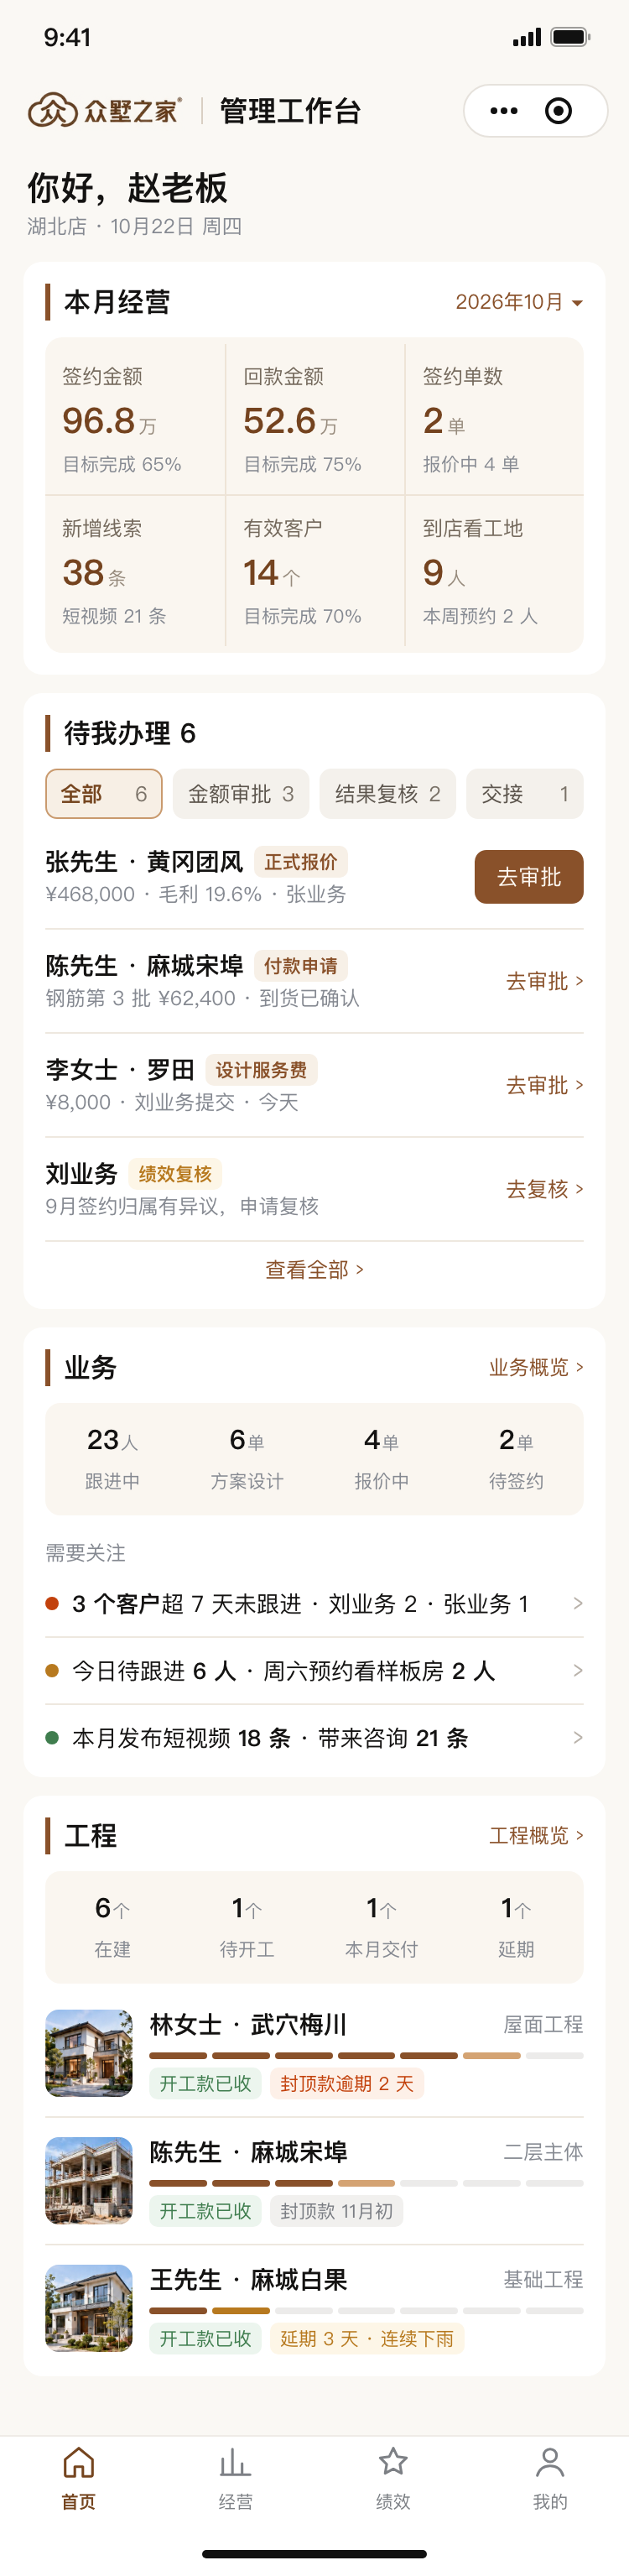 9:41
众墅之家® 管理工作台
你好，赵老板
湖北店 · 10月22日 周四
本月经营 2026年10月
签约金额 回款金额 签约单数
96.8万 52.6万 2单
目标完成 65% 目标完成 75% 报价中 4 单
新增线索 有效客户 到店看工地
38条 14个 9人
短视频 21 条 目标完成 70% 本周预约 2 人
待我办理 6
全部 6 金额审批 3 结果复核 2 交接 1
张先生 · 黄冈团风 正式报价 去审批
¥468,000 · 毛利 19.6% · 张业务
陈先生 · 麻城宋埠 付款申请 去审批 >
钢筋第 3 批 ¥62,400 · 到货已确认
李女士 · 罗田 设计服务费 去审批 >
¥8,000 · 刘业务提交 · 今天
刘业务 绩效复核 去复核 >
9月签约归属有异议，申请复核
查看全部 >
业务 业务概览 >
23人 6单 4单 2单
跟进中 方案设计 报价中 待签约
需要关注
3 个客户超 7 天未跟进 · 刘业务 2 · 张业务 1 >
今日待跟进 6 人 · 周六预约看样板房 2 人 >
本月发布短视频 18 条 · 带来咨询 21 条 >
工程 工程概览 >
6个 1个 1个 1个
在建 待开工 本月交付 延期
林女士 · 武穴梅川 屋面工程
开工款已收 封顶款逾期 2 天
陈先生 · 麻城宋埠 二层主体
开工款已收 封顶款 11月初
王先生 · 麻城白果 基础工程
开工款已收 延期 3 天 · 连续下雨
首页 经营 绩效 我的